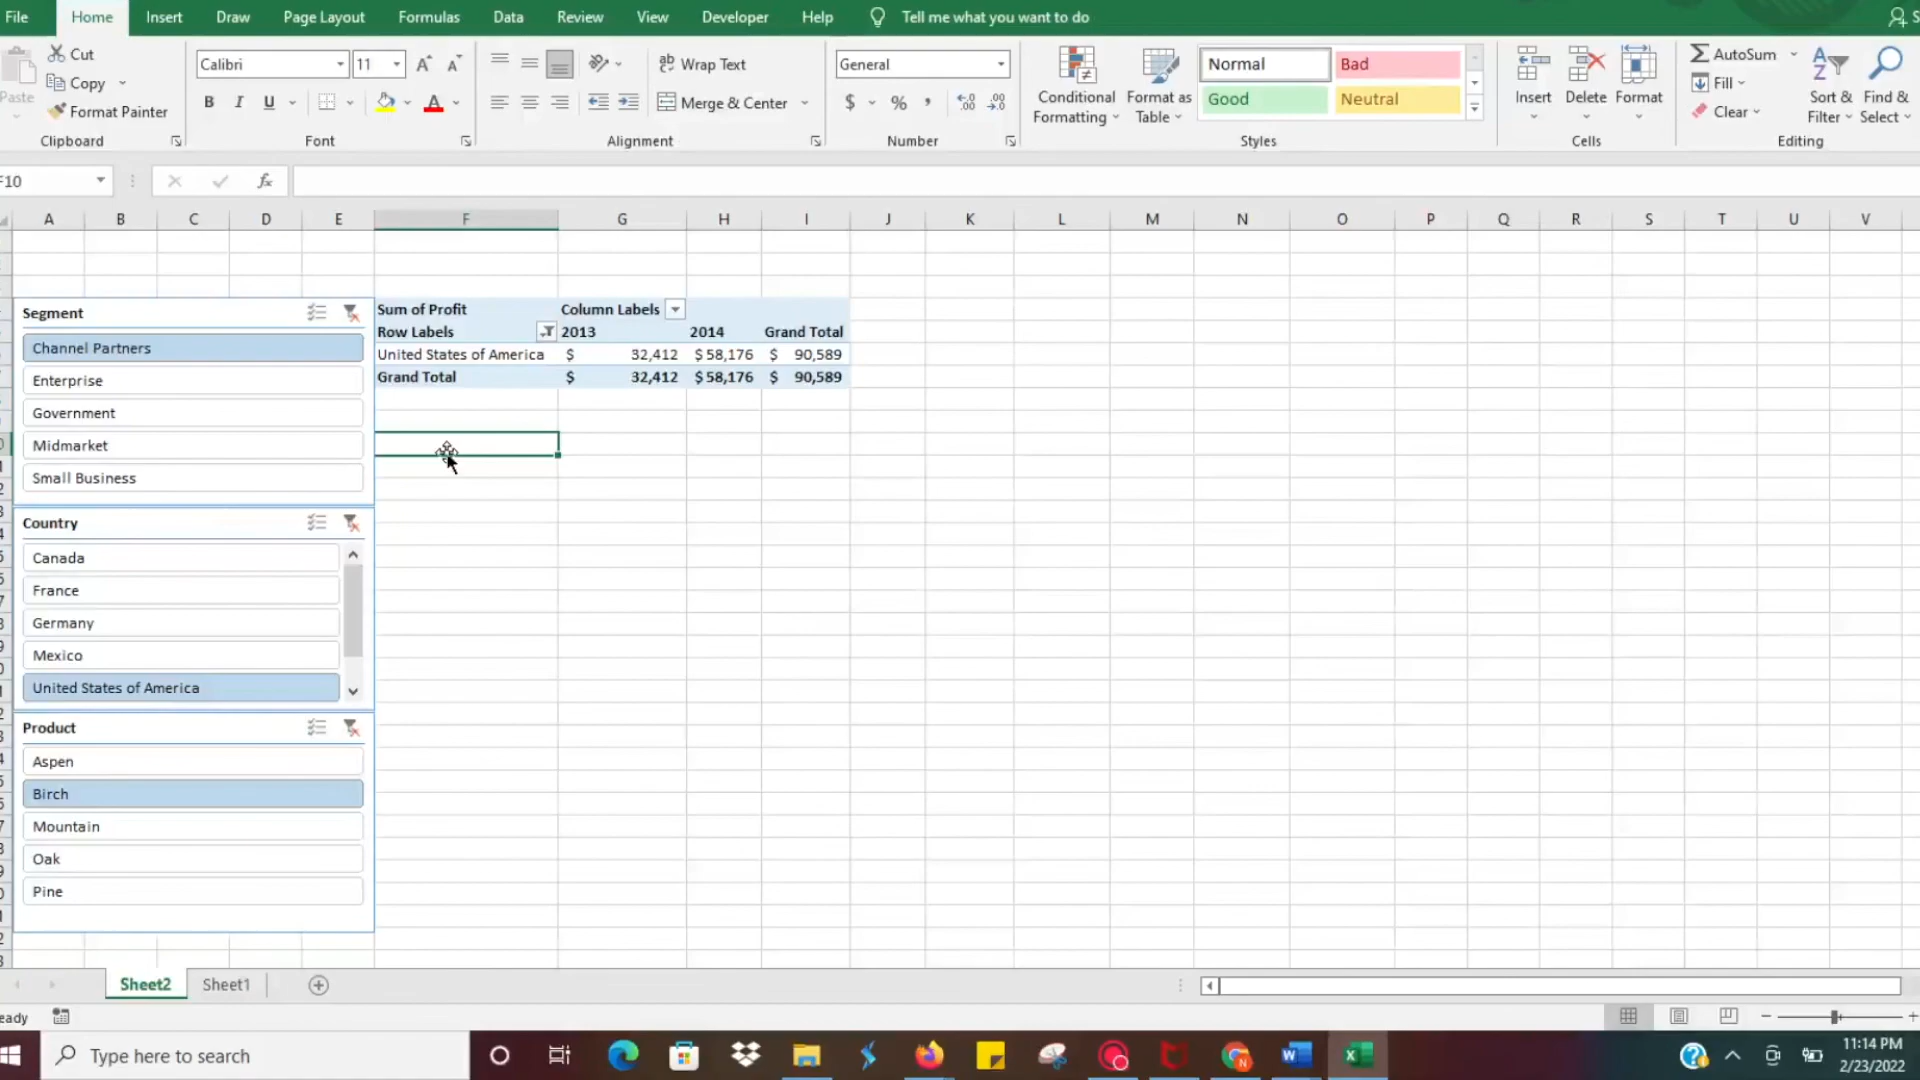 File Home Insert Draw Page Layout Formulas Data Review View Developer Help Tell me what you want to do
Cut
Copy
Format Painter
Paste
Clipboard
Calibri 11
B I U
Font
Wrap Text
Merge & Center
Alignment
General
$ % ,
Number
Conditional Formatting
Format as Table
Normal Bad
Good Neutral
Styles
Insert Delete Format
Cells
AutoSum
Fill
Clear
Sort & Filter
Find & Select
Editing
F10 fx
A B C D E F G H I J K L M N O P Q R S T U V
Segment
Channel Partners
Enterprise
Government
Midmarket
Small Business
Country
Canada
France
Germany
Mexico
United States of America
Product
Aspen
Birch
Mountain
Oak
Pine
Sum of Profit Column Labels
Row Labels 2013 2014 Grand Total
United States of America $ 32,412 $ 58,176 $ 90,589
Grand Total $ 32,412 $ 58,176 $ 90,589
Sheet2 Sheet1
eady
Type here to search
11:14 PM
2/23/2022